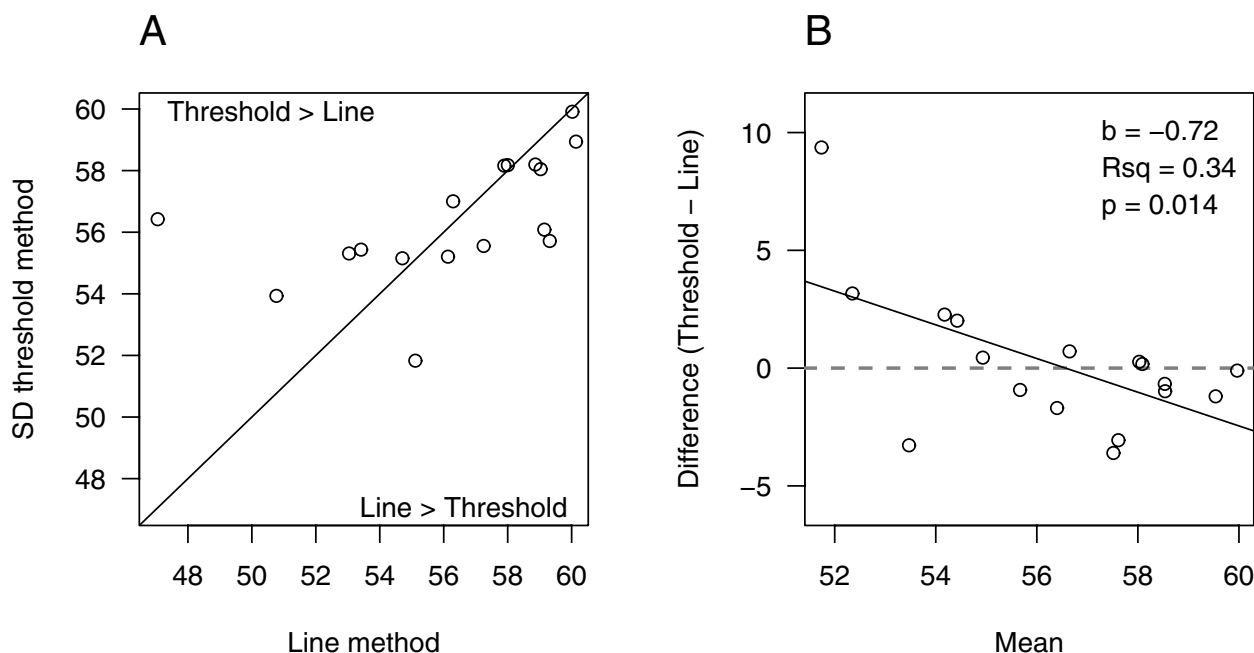 A
SD threshold method
60
58
56
54
52
50
48
Threshold > Line
Line > Threshold
48 50 52 54 56 58 60
Line method
B
Difference (Threshold − Line)
10
5
0
−5
b = −0.72
Rsq = 0.34
p = 0.014
52 54 56 58 60
Mean